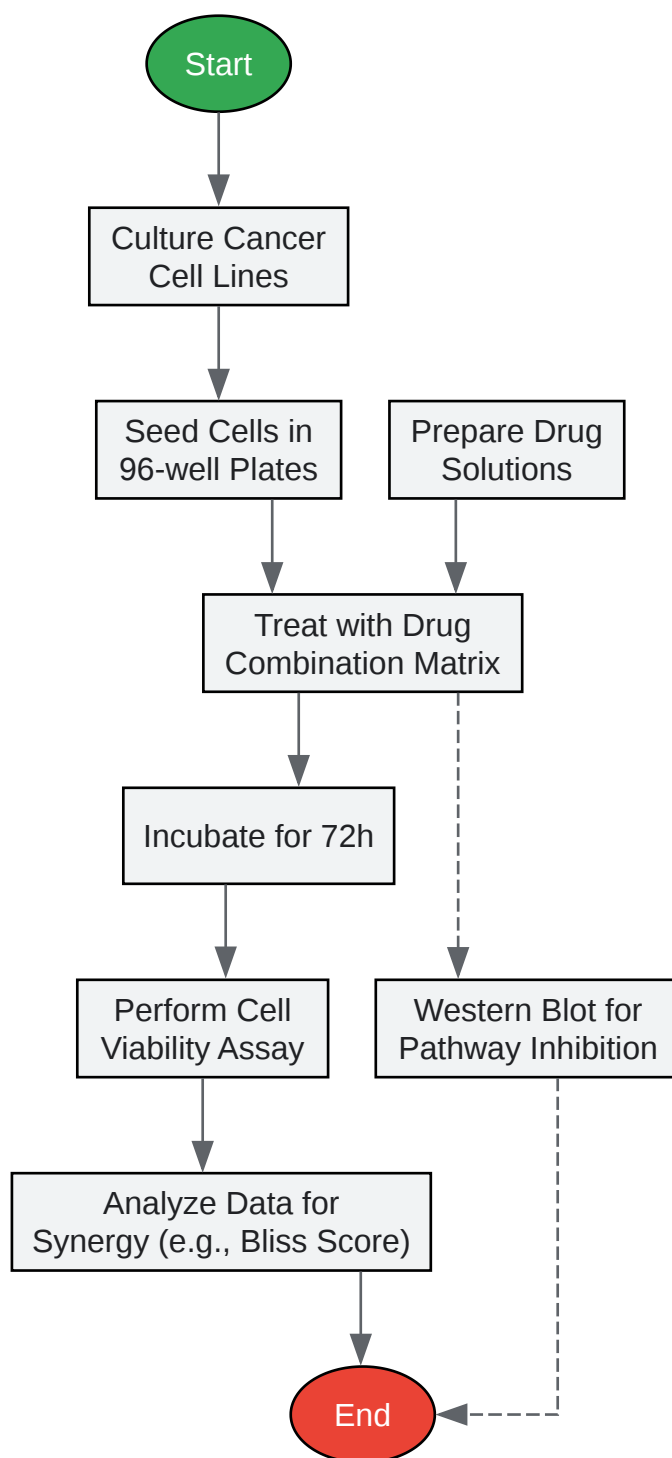 Start
Culture Cancer
Cell Lines
Seed Cells in
96-well Plates
Prepare Drug
Solutions
Treat with Drug
Combination Matrix
Incubate for 72h
Perform Cell
Viability Assay
Western Blot for
Pathway Inhibition
Analyze Data for
Synergy (e.g., Bliss Score)
End